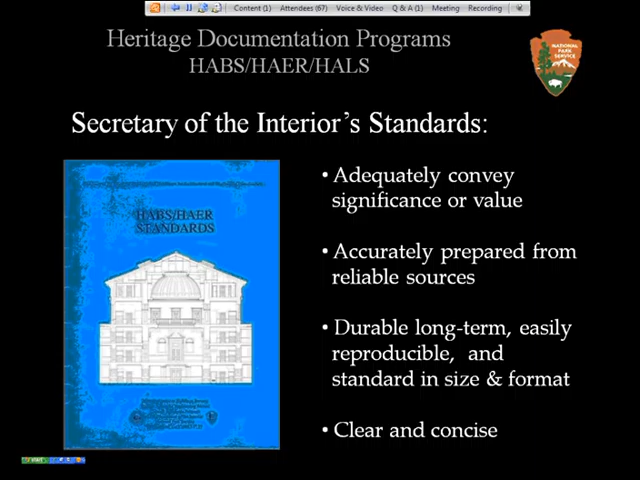 Content (1) Attendees (67) Voice & Video Q & A (1) Meeting Recording
Heritage Documentation Programs
HABS/HAER/HALS
NATIONAL
PARK
SERVICE
Secretary of the Interior's Standards:
HABS/HAER
STANDARDS
• Adequately convey
significance or value
• Accurately prepared from
reliable sources
• Durable long-term, easily
reproducible, and
standard in size & format
• Clear and concise
start